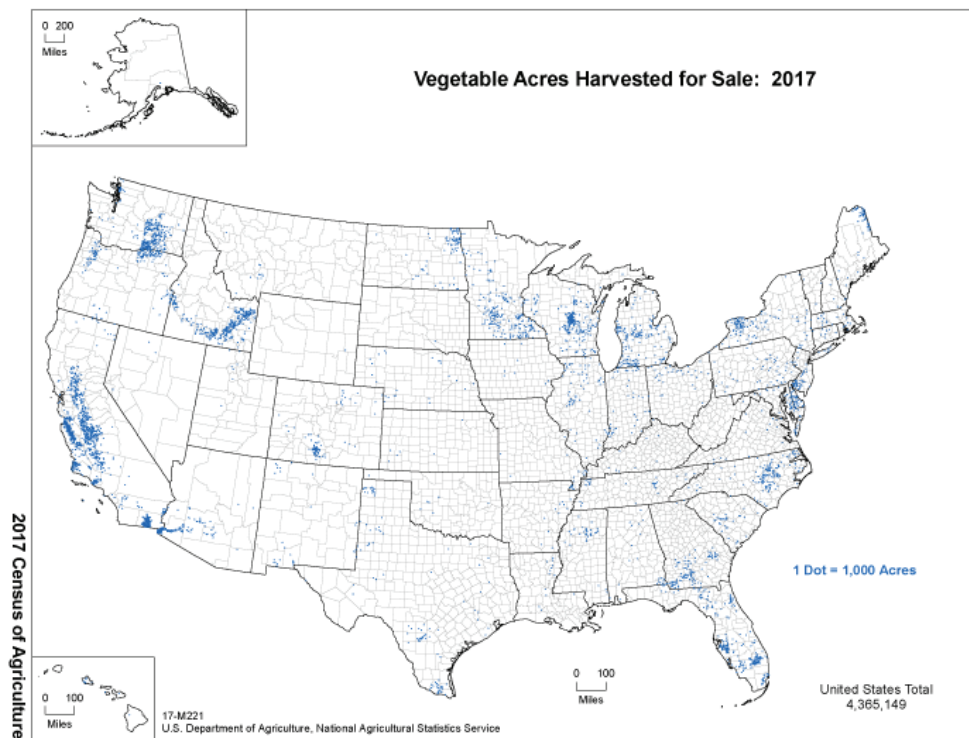 0 200
Miles
Vegetable Acres Harvested for Sale: 2017
1 Dot = 1,000 Acres
2017 Census of Agriculture
0 100
Miles
0 100
Miles
United States Total
4,365,149
17-M221
U.S. Department of Agriculture, National Agricultural Statistics Service